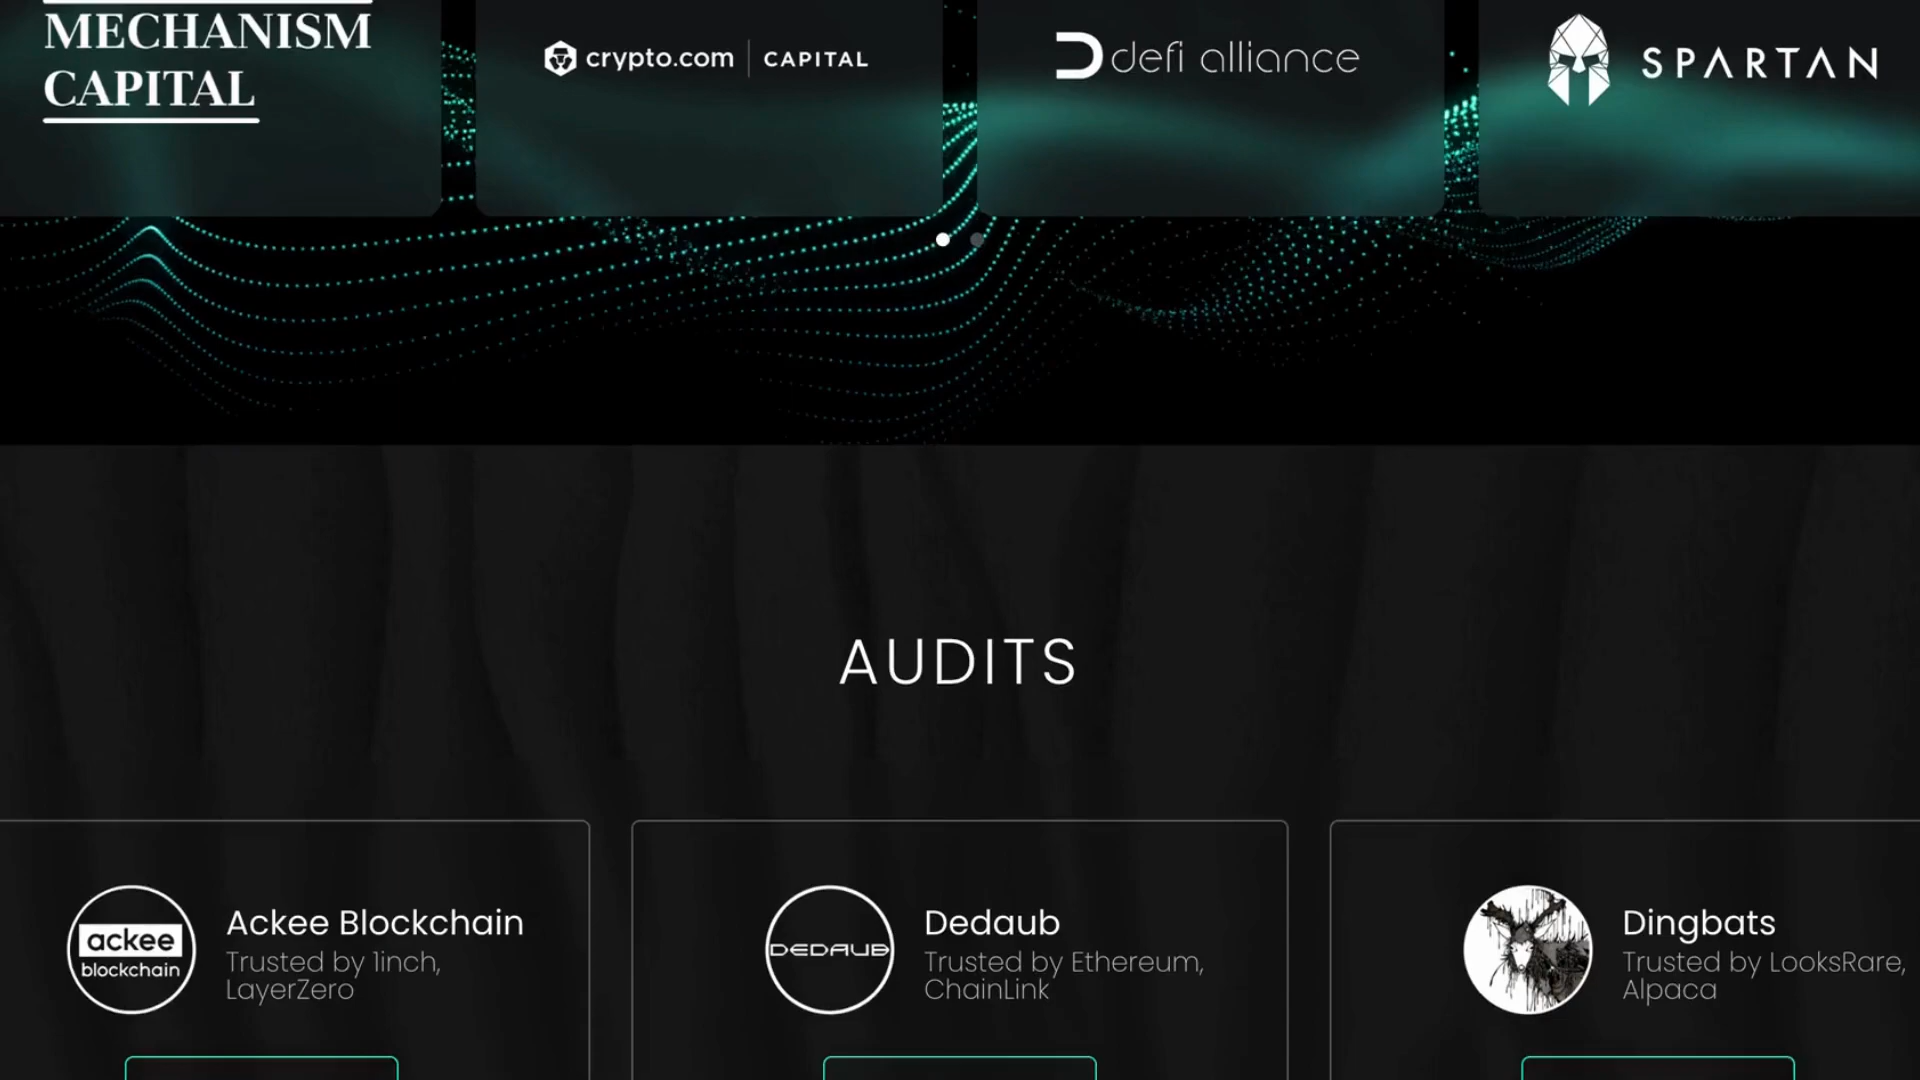 MECHANISM
CAPITAL
crypto.com | CAPITAL
defi alliance
SPARTAN
AUDITS
ackee
blockchain
Ackee Blockchain
Trusted by 1inch,
LayerZero
DEDAUB
Dedaub
Trusted by Ethereum,
ChainLink
Dingbats
Trusted by LooksRare,
Alpaca